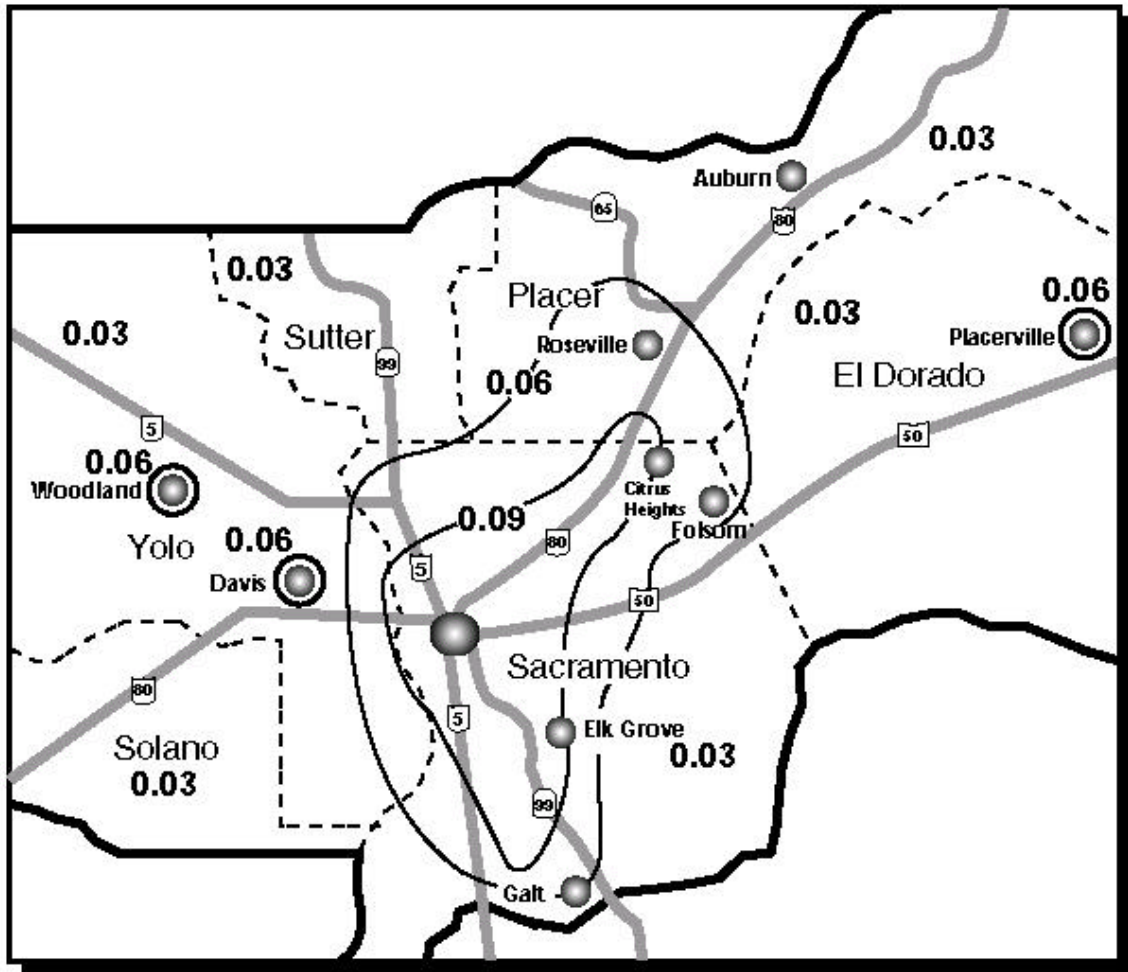 0.03
Auburn
65
80
0.03
Placer
0.06
0.03
0.03
Sutter
Roseville
Placerville
99
0.06
El Dorado
5
50
0.06
Woodland
Citrus
Heights
0.09
Folsom
Yolo
0.06
80
Davis
5
50
Sacramento
80
5
Elk Grove
Solano
0.03
0.03
99
Galt